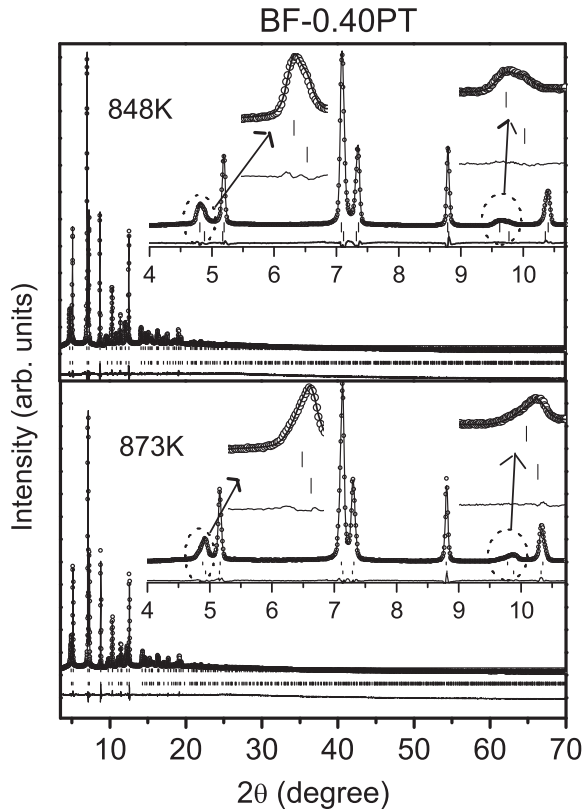 BF-0.40PT
848K
4 5 6 7 8 9 10
873K
4 5 6 7 8 9 10
Intensity (arb. units)
10 20 30 40 50 60 70
2θ (degree)